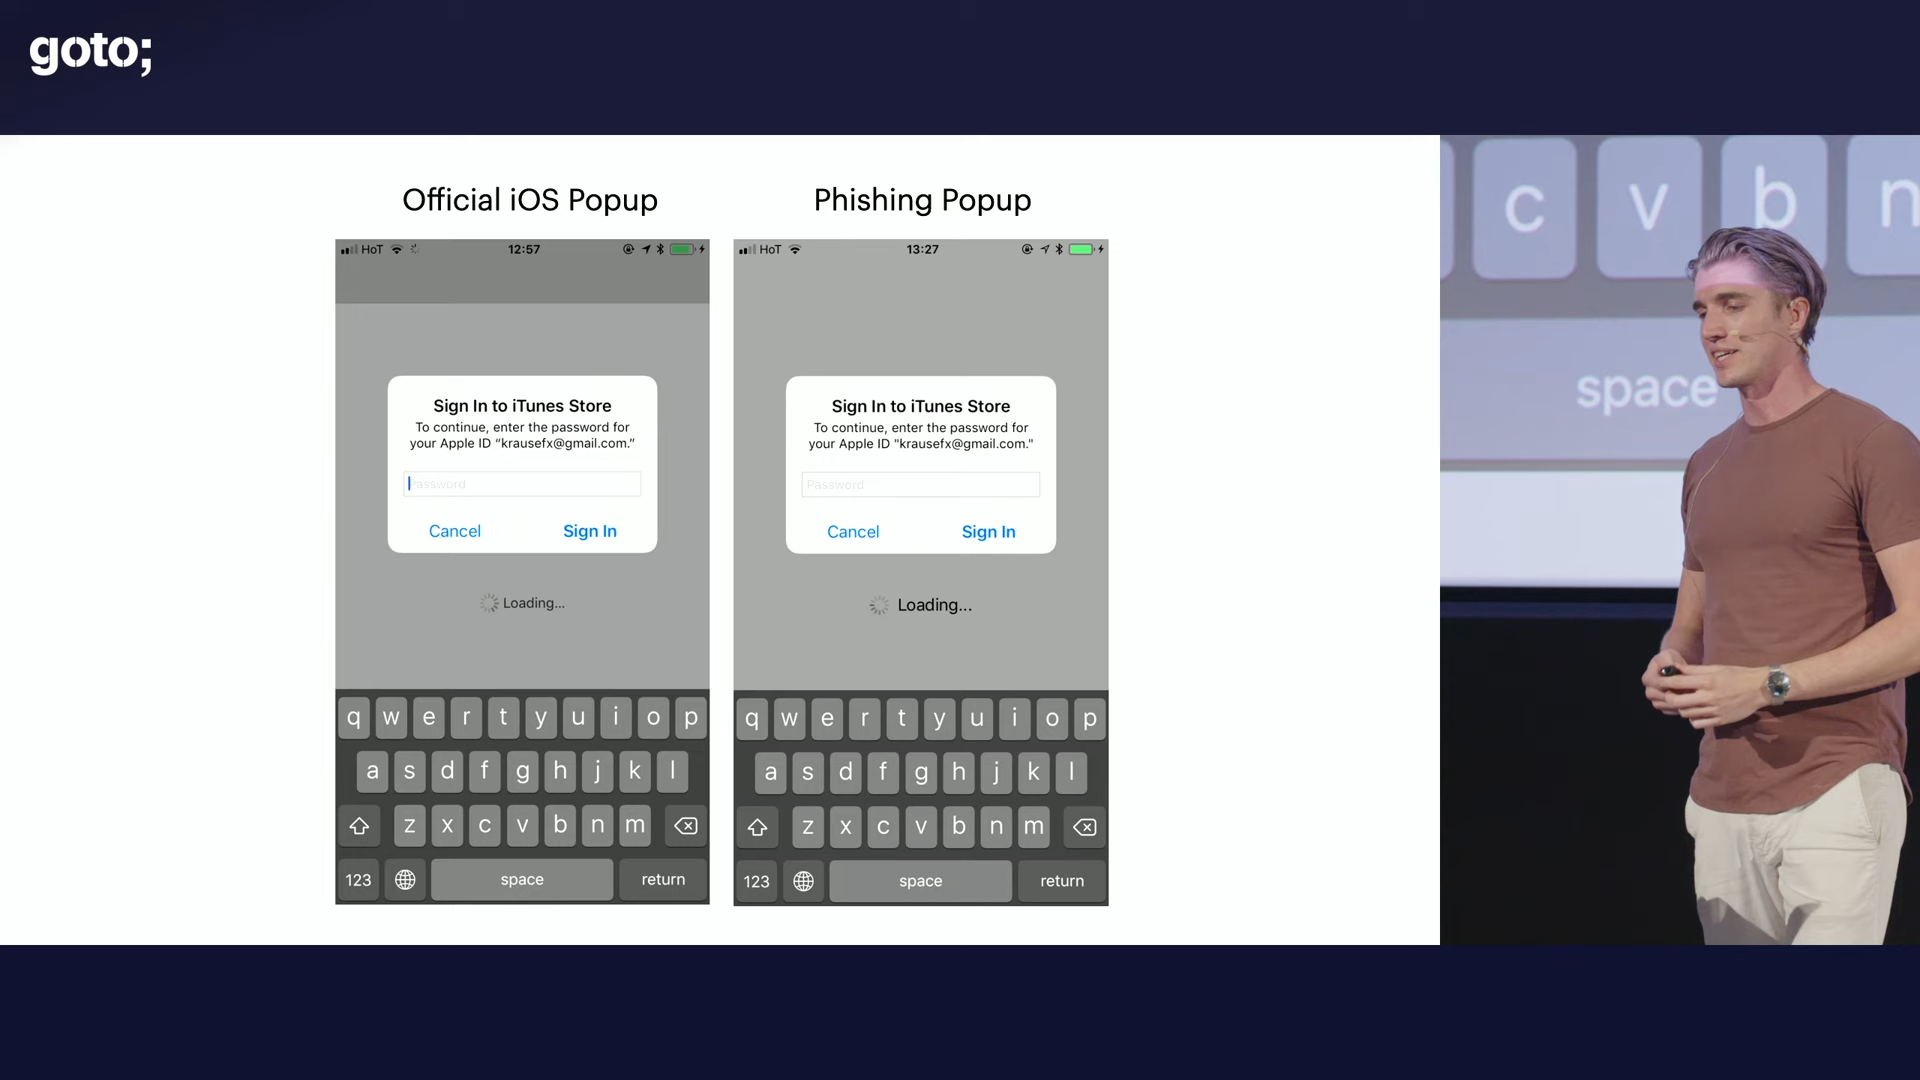 goto;
Official iOS Popup
HoT
12:57
Sign In to iTunes Store
To continue, enter the password for
your Apple ID “krausefx@gmail.com.”
Password
Cancel
Sign In
Loading...
q w e r t y u i o p
a s d f g h j k l
z x c v b n m
123
space
return
Phishing Popup
HoT
13:27
Sign In to iTunes Store
To continue, enter the password for
your Apple ID "krausefx@gmail.com."
Password
Cancel
Sign In
Loading...
q w e r t y u i o p
a s d f g h j k l
z x c v b n m
123
space
return
c v b n
space